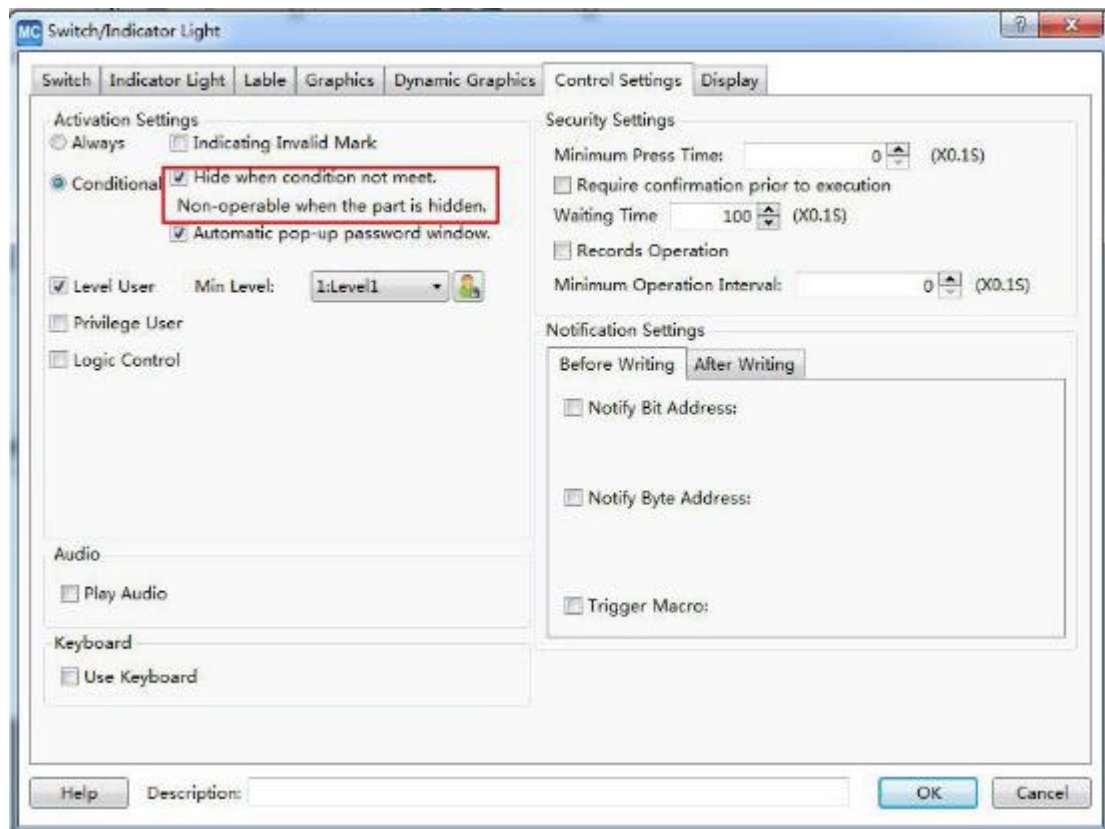 MC Switch/Indicator Light
Switch Indicator Light Lable Graphics Dynamic Graphics Control Settings Display
Activation Settings
Always Indicating Invalid Mark
Conditional Hide when condition not meet.
Non-operable when the part is hidden.
Automatic pop-up password window.
Level User Min Level: 1:Level1
Privilege User
Logic Control
Audio
Play Audio
Keyboard
Use Keyboard
Security Settings
Minimum Press Time: 0 (X0.1S)
Require confirmation prior to execution
Waiting Time 100 (X0.1S)
Records Operation
Minimum Operation Interval: 0 (X0.1S)
Notification Settings
Before Writing After Writing
Notify Bit Address:
Notify Byte Address:
Trigger Macro:
Help Description: OK Cancel